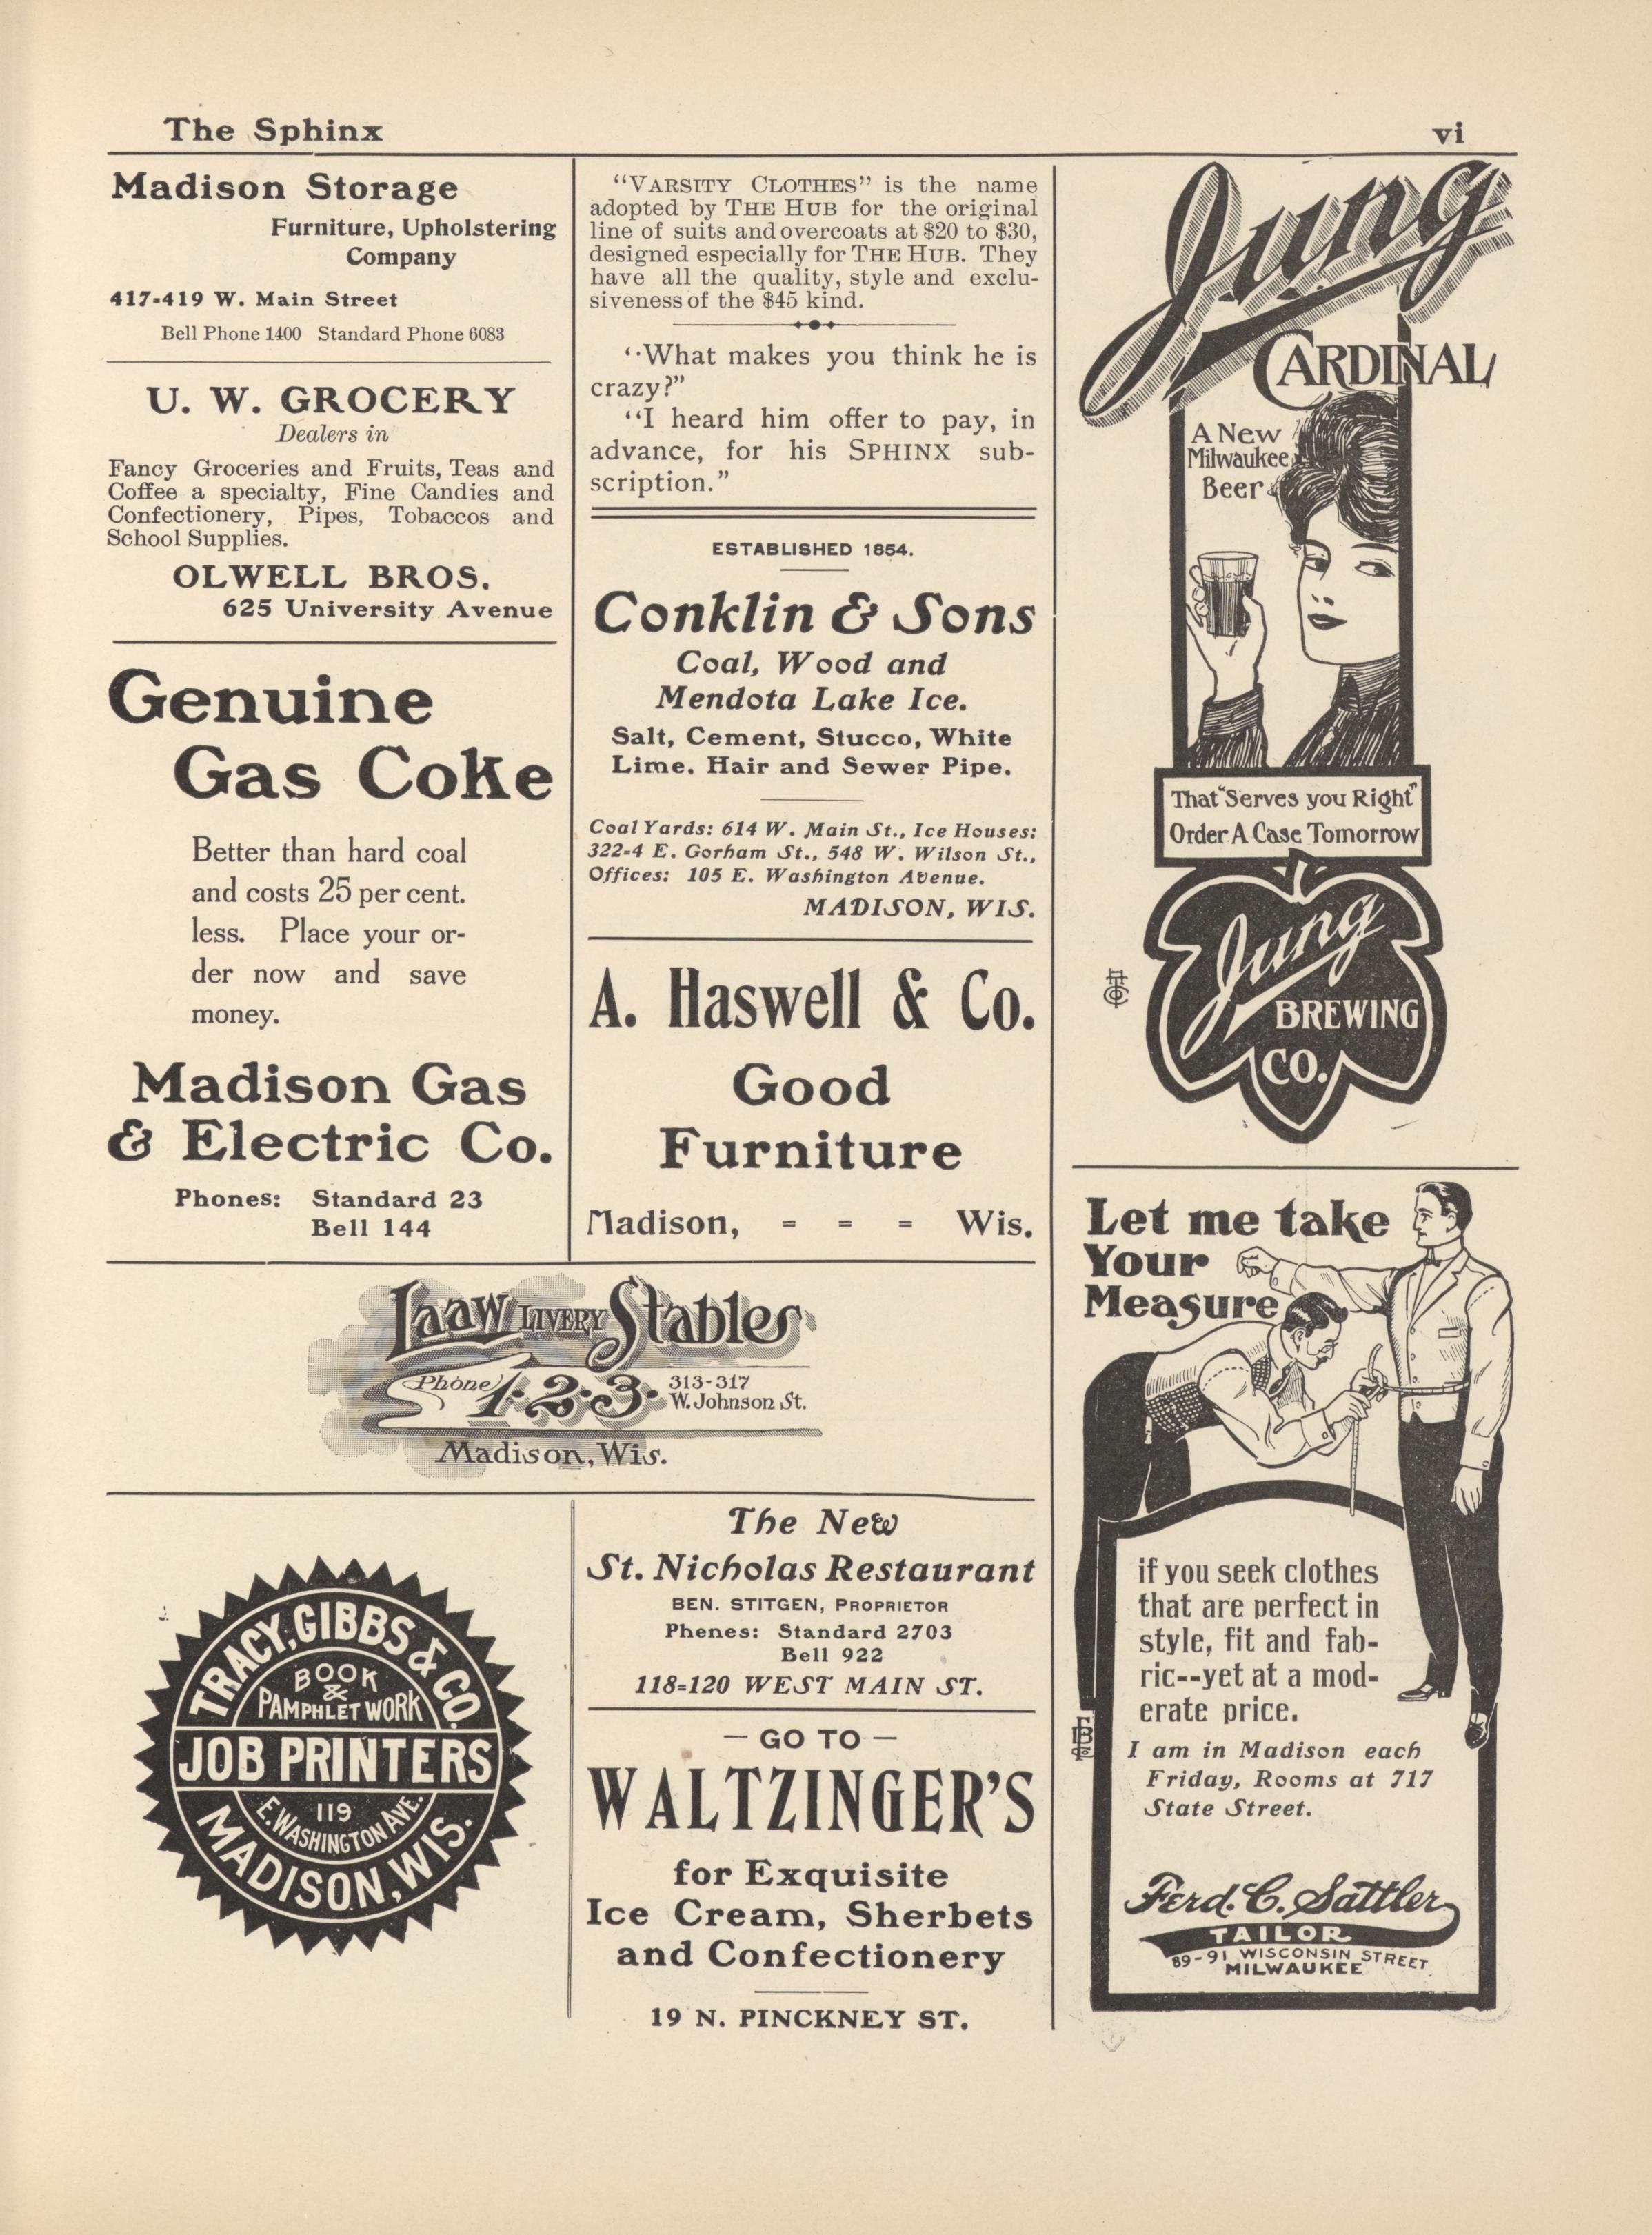 The Sphinx
vi
Madison Storage
Furniture, Upholstering
Company
417-419 W. Main Street
Bell Phone 1400 Standard Phone 6083
U. W. GROCERY
Dealers in
Fancy Groceries and Fruits, Teas and
Coffee a specialty, Fine Candies and
Confectionery, Pipes, Tobaccos and
School Supplies.
OLWELL BROS.
625 University Avenue
Genuine
Gas Coke
Better than hard coal
and costs 25 per cent.
less. Place your or-
der now and save
money.
Madison Gas
& Electric Co.
Phones: Standard 23
Bell 144
"VARSITY CLOTHES" is the name
adopted by THE HUB for the original
line of suits and overcoats at $20 to $30,
designed especially for THE HUB. They
have all the quality, style and exclu-
siveness of the $45 kind.
"What makes you think he is
crazy?"
"I heard him offer to pay, in
advance, for his SPHINX sub-
scription."
ESTABLISHED 1854.
Conklin & Sons
Coal, Wood and
Mendota Lake Ice.
Salt, Cement, Stucco, White
Lime. Hair and Sewer Pipe.
Coal Yards: 614 W. Main St., Ice Houses:
322-4 E. Gorham St., 548 W. Wilson St.,
Offices: 105 E. Washington Avenue.
MADISON, WIS.
A. Haswell & Co.
Good
Furniture
Madison, - - - Wis.
Laaw LIVERY Stables
Phone 1-2-3- 313-317
W. Johnson St.
Madison, Wis.
TRACY, GIBBS & CO.
BOOK
&
PAMPHLET WORK
JOB PRINTERS
119
E. WASHINGTON AVE.
MADISON, WIS.
The New
St. Nicholas Restaurant
BEN. STITGEN, PROPRIETOR
Phenes: Standard 2703
Bell 922
118-120 WEST MAIN ST.
— GO TO —
WALTZINGER'S
for Exquisite
Ice Cream, Sherbets
and Confectionery
19 N. PINCKNEY ST.
Jung
CARDINAL
A New
Milwaukee
Beer
That "Serves you Right"
Order A Case Tomorrow
Jung
BREWING
CO.
Let me take
Your
Measure
if you seek clothes
that are perfect in
style, fit and fab-
ric--yet at a mod-
erate price.
I am in Madison each
Friday, Rooms at 717
State Street.
Ferd. C. Sattler
TAILOR
89-91 WISCONSIN STREET
MILWAUKEE